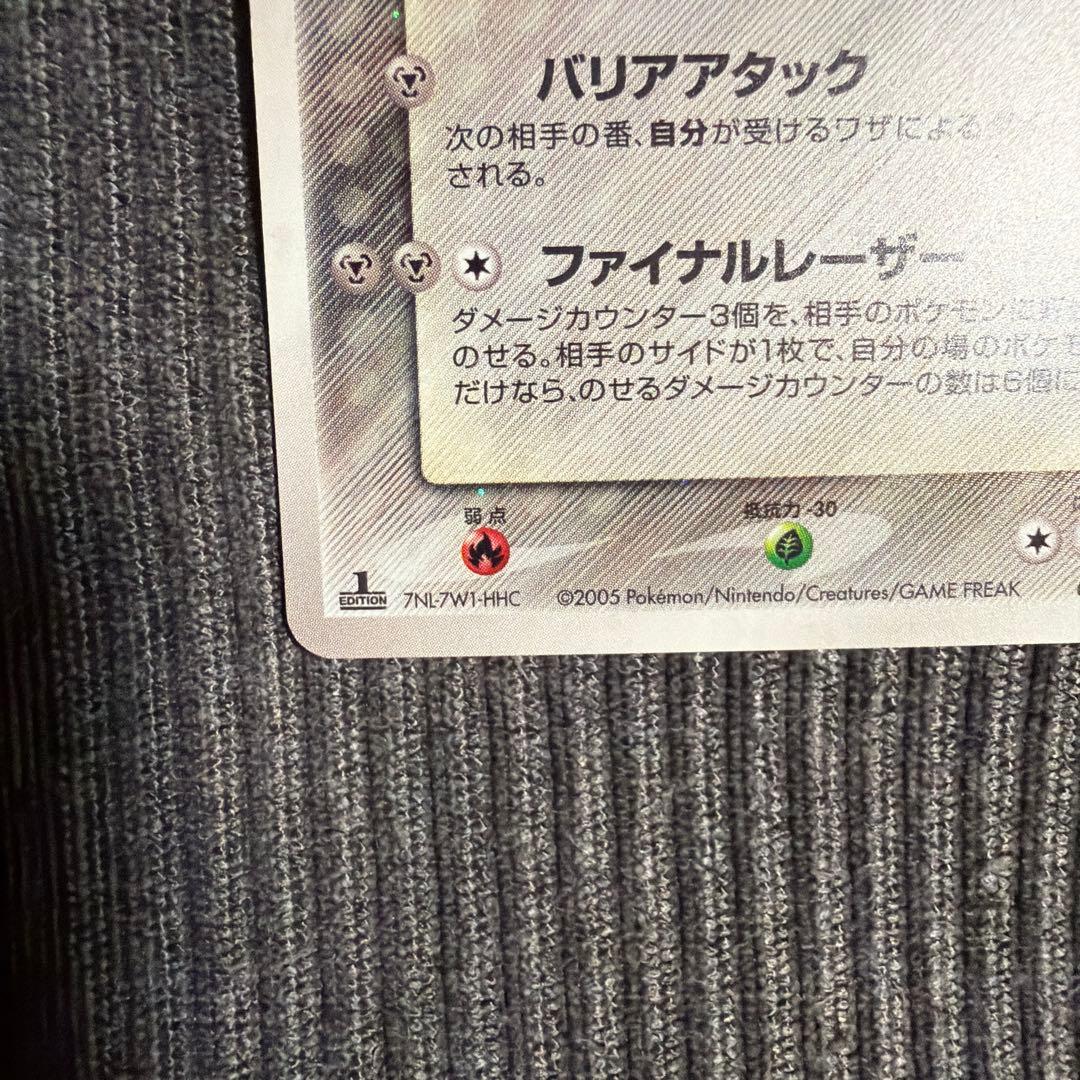 バリアアタック
次の相手の番、自分が受けるワザによる
される。
ファイナルレーザー
ダメージカウンター3個を、相手のポケモン
のせる。相手のサイドが1枚で、自分の場のポケモ
だけなら、のせるダメージカウンターの数は6個に
弱点
抵抗力 -30
1 EDITION 7NL-7W1-HHC ©2005 Pokémon/Nintendo/Creatures/GAME FREAK